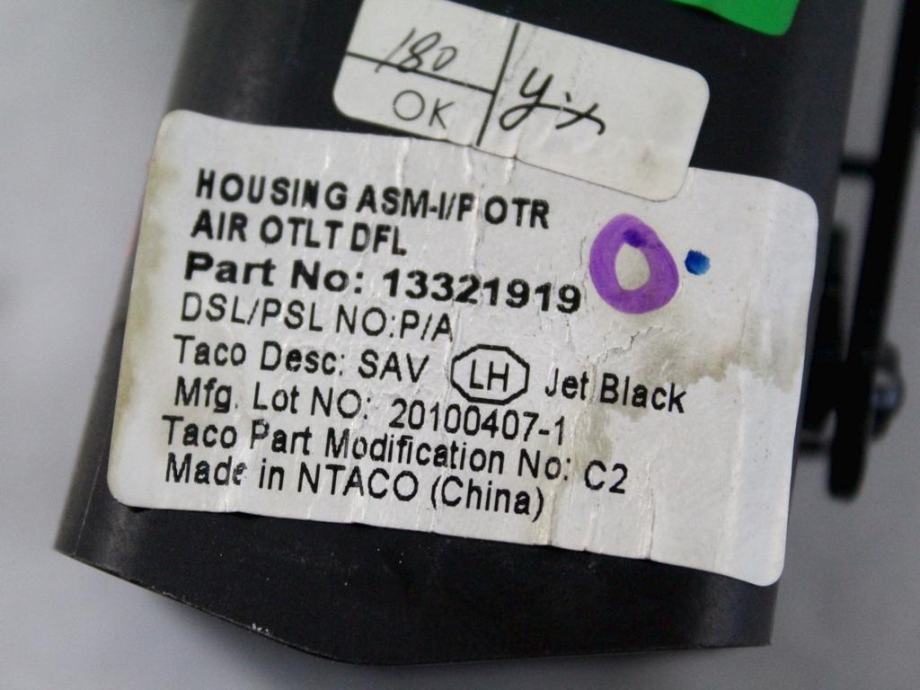 180
OK
y.x
HOUSING ASM-I/P OTR
AIR OTLT DFL
Part No: 13321919
DSL/PSL NO:P/A
Taco Desc: SAV LH Jet Black
Mfg. Lot NO: 20100407-1
Taco Part Modification No: C2
Made in NTACO (China)